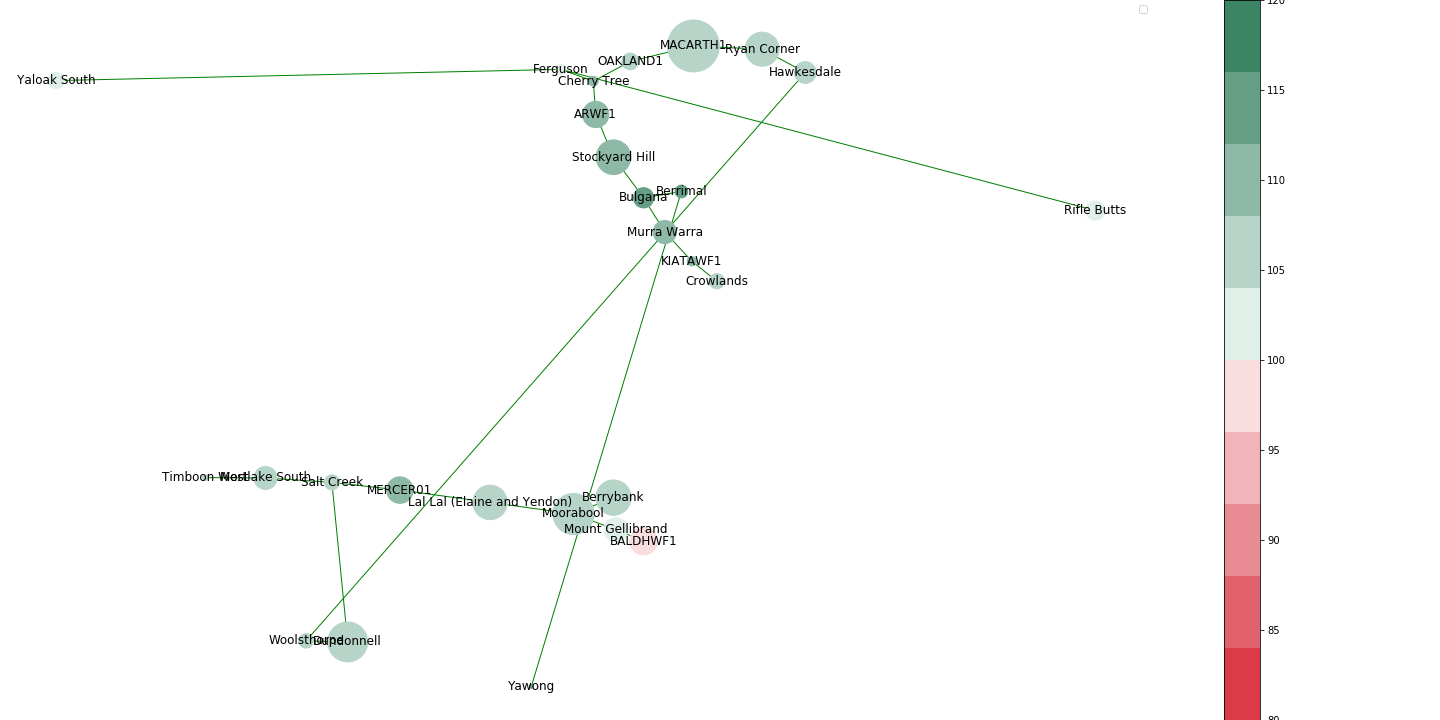 120
MACARTH1
Ryan Corner
OAKLAND1
Ferguson
Hawkesdale
Yaloak South
Cherry Tree
115
ARWF1
Stockyard Hill
110
Berrimal
Bulgana
Rifle Butts
Murra Warra
KIATAWF1
105
Crowlands
100
95
Timboon West
Nostlake South
Salt Creek
MERCER01
Berrybank
Lal Lal (Elaine and Yendon)
Moorabool
Mount Gellibrand
90
BALDHWF1
85
Woolsthorpe
Dundonnell
Yawong
80